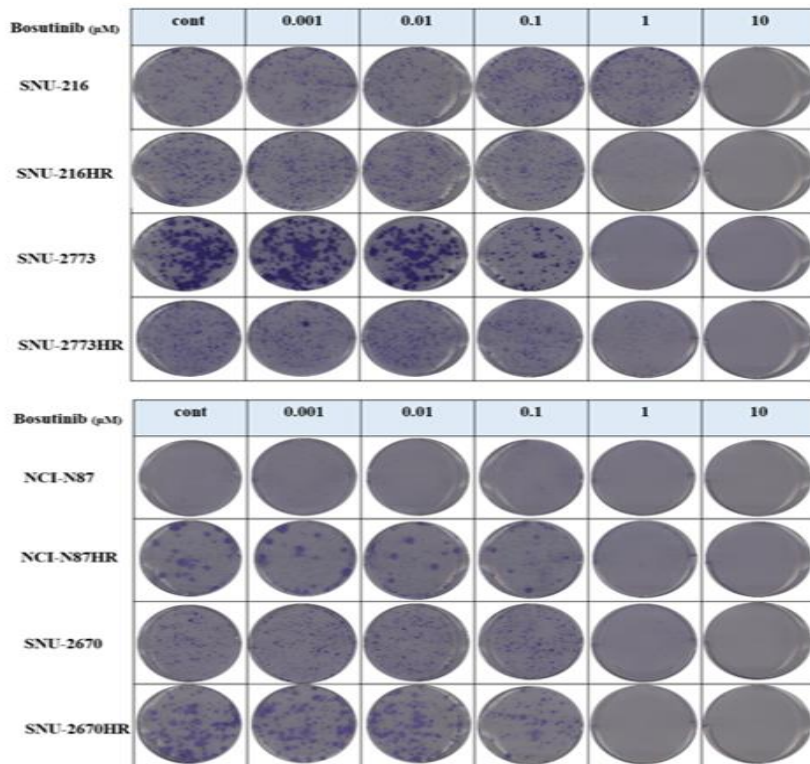 Bosutinib (μM) cont 0.001 0.01 0.1 1 10
SNU-216
SNU-216HR
SNU-2773
SNU-2773HR
Bosutinib (μM) cont 0.001 0.01 0.1 1 10
NCI-N87
NCI-N87HR
SNU-2670
SNU-2670HR